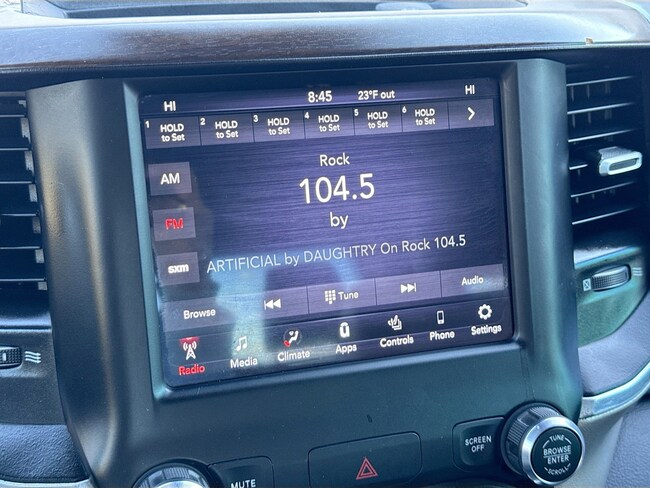 HI 8:45 23°F out HI
1 HOLD to Set 2 HOLD to Set 3 HOLD to Set 4 HOLD to Set 5 HOLD to Set 6 HOLD to Set
Rock
AM
104.5
FM
by
sxm
ARTIFICIAL by DAUGHTRY On Rock 104.5
Browse Tune Audio
Radio Media Climate Apps Controls Phone Settings
MUTE
SCREEN OFF
TUNE
BROWSE
ENTER
SCROLL